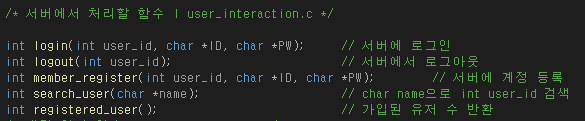 /* 서버에서 처리할 함수 | user_interaction.c */
int login(int user_id, char *ID, char *PW); // 서버에 로그인
int logout(int user_id); // 서버에서 로그아웃
int member_register(int user_id, char *ID, char *PW); // 서버에 계정 등록
int search_user(char *name); // char name으로 int user_id 검색
int registered_user(); // 가입된 유저 수 반환